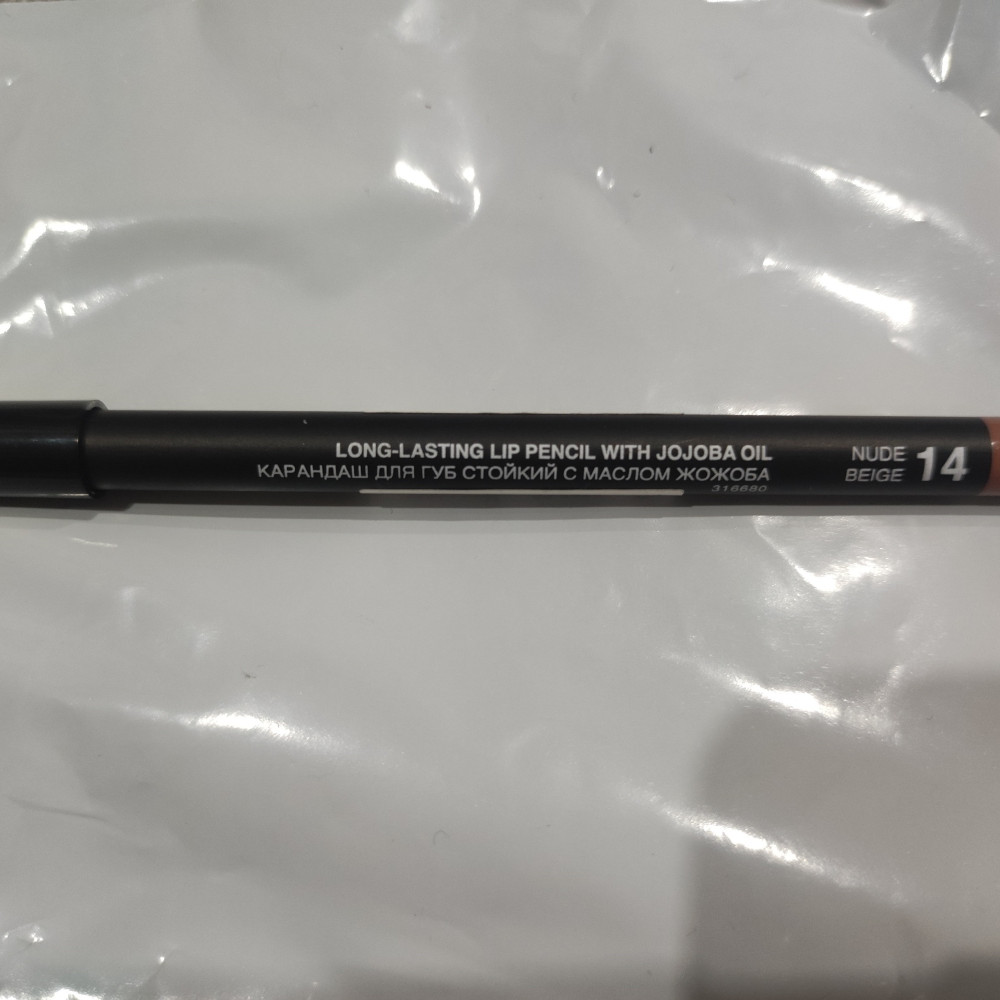 LONG-LASTING LIP PENCIL WITH JOJOBA OIL
КАРАНДАШ ДЛЯ ГУБ СТОЙКИЙ С МАСЛОМ ЖОЖОБА
316680
NUDE
BEIGE
14